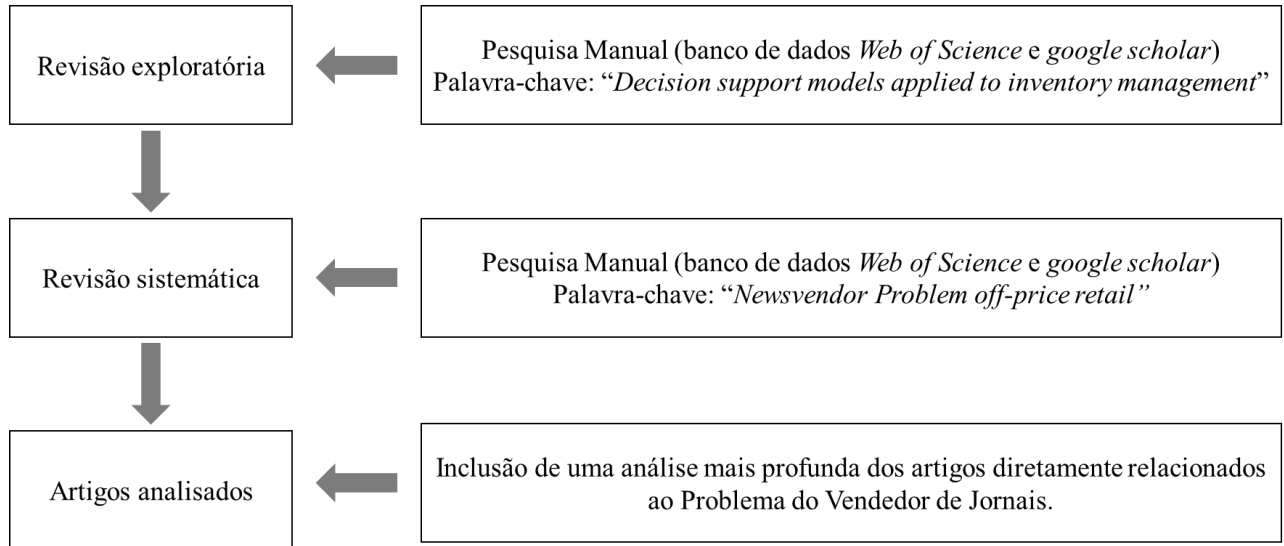 Revisão exploratória
Pesquisa Manual (banco de dados Web of Science e google scholar)
Palavra-chave: “Decision support models applied to inventory management”
Revisão sistemática
Pesquisa Manual (banco de dados Web of Science e google scholar)
Palavra-chave: “Newsvendor Problem off-price retail”
Artigos analisados
Inclusão de uma análise mais profunda dos artigos diretamente relacionados
ao Problema do Vendedor de Jornais.